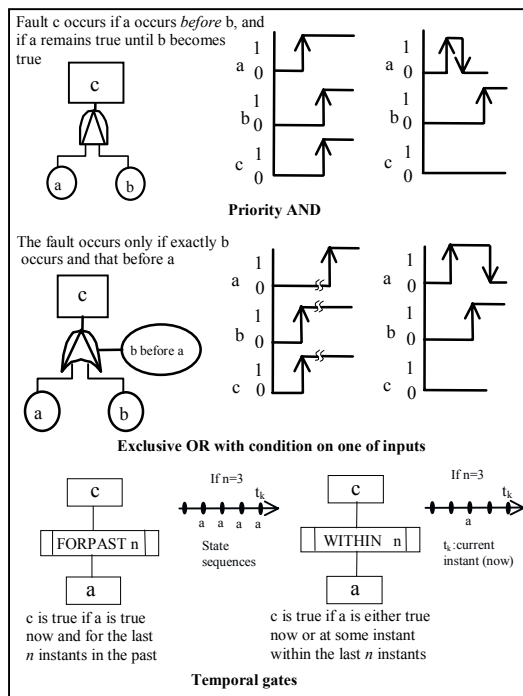 Fault c occurs if a occurs before b, and
if a remains true until b becomes
true
c
a
b
1
a
0
1
b
0
1
c
0
1
a
0
1
b
0
1
c
0
Priority AND
The fault occurs only if exactly b
occurs and that before a
c
b before a
a
b
1
a
0
1
b
0
1
c
0
1
a
0
1
b
0
1
c
0
Exclusive OR with condition on one of inputs
c
FORPAST n
a
If n=3
tk
a a a a
State
sequences
c
WITHIN n
a
If n=3
tk
a
tk:current
instant (now)
c is true if a is true
now and for the last
n instants in the past
c is true if a is either true
now or at some instant
within the last n instants
Temporal gates